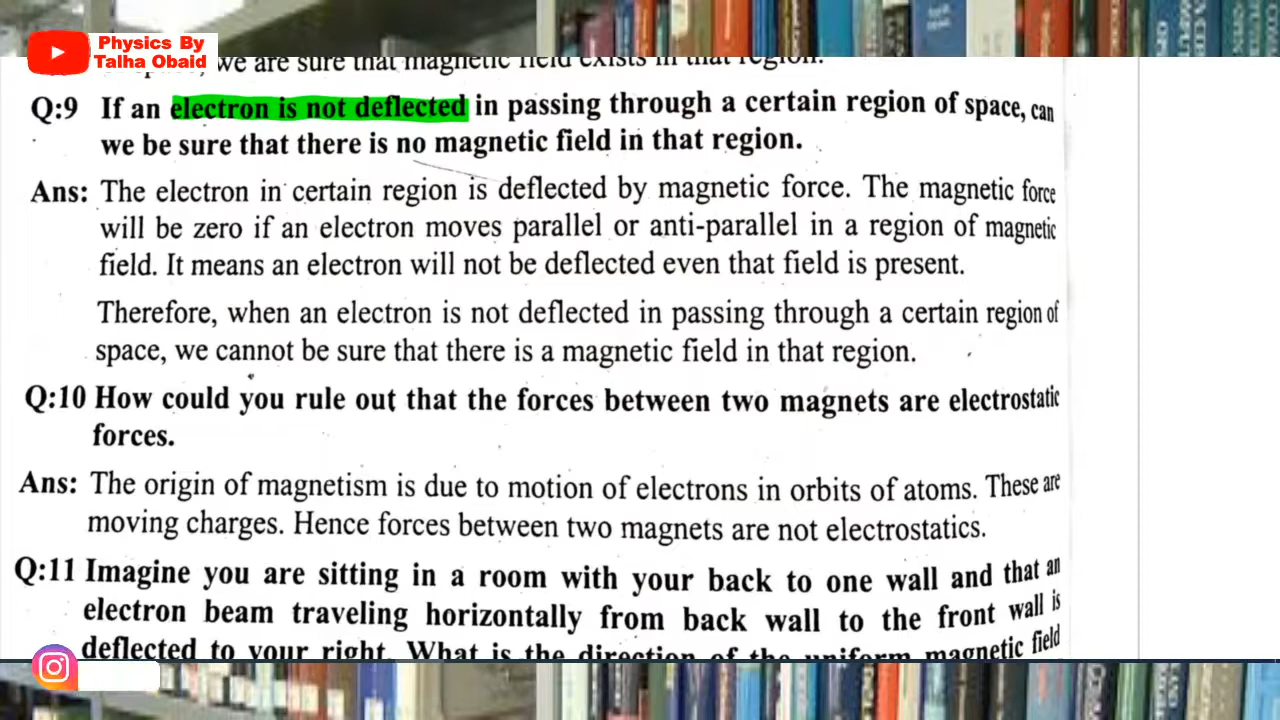 Physics By
Talha Obaid
of space, we are sure that magnetic field exists in that region.
Q:9 If an electron is not deflected in passing through a certain region of space, can
we be sure that there is no magnetic field in that region.
Ans: The electron in certain region is deflected by magnetic force. The magnetic force
will be zero if an electron moves parallel or anti-parallel in a region of magnetic
field. It means an electron will not be deflected even that field is present.
Therefore, when an electron is not deflected in passing through a certain region of
space, we cannot be sure that there is a magnetic field in that region.
Q:10 How could you rule out that the forces between two magnets are electrostatic
forces.
Ans: The origin of magnetism is due to motion of electrons in orbits of atoms. These are
moving charges. Hence forces between two magnets are not electrostatics.
Q:11 Imagine you are sitting in a room with your back to one wall and that an
electron beam traveling horizontally from back wall to the front wall is
deflected to your right. What is the direction of the uniform magnetic field